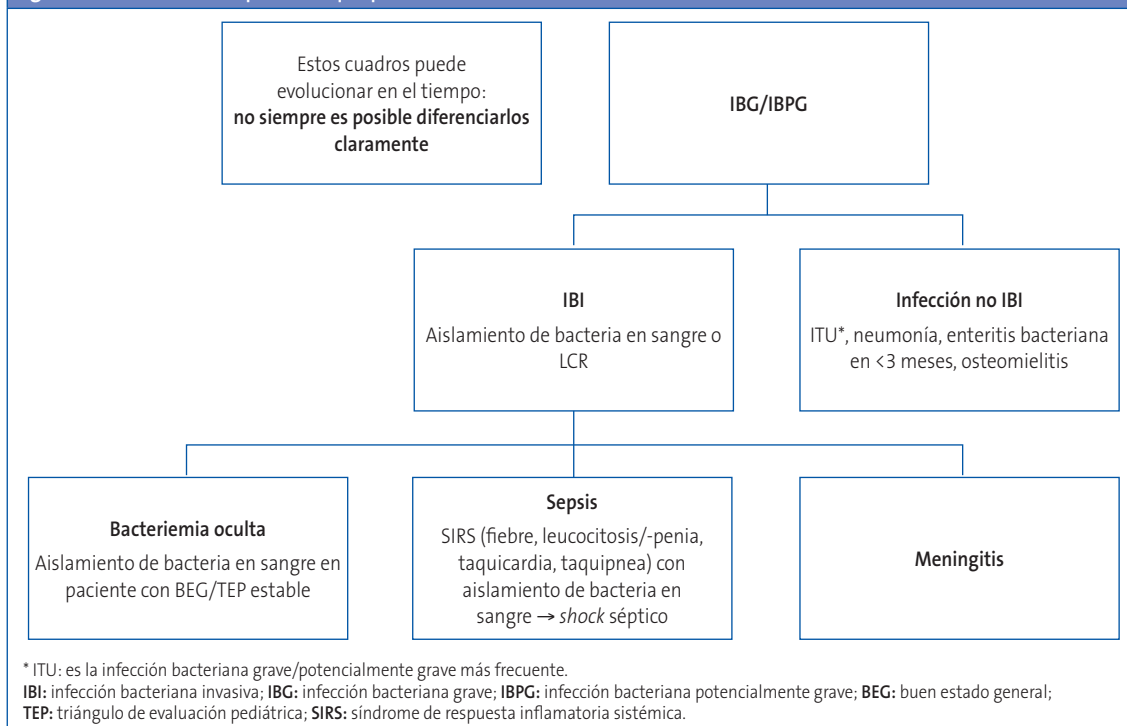 Estos cuadros puede
evolucionar en el tiempo:
no siempre es posible diferenciarlos
claramente
IBG/IBPG
IBI
Aislamiento de bacteria en sangre o
LCR
Infección no IBI
ITU*, neumonía, enteritis bacteriana
en <3 meses, osteomielitis
Bacteriemia oculta
Aislamiento de bacteria en sangre en
paciente con BEG/TEP estable
Sepsis
SIRS (fiebre, leucocitosis/-penia,
taquicardia, taquipnea) con
aislamiento de bacteria en
sangre → shock séptico
Meningitis
* ITU: es la infección bacteriana grave/potencialmente grave más frecuente.
IBI: infección bacteriana invasiva; IBG: infección bacteriana grave; IBPG: infección bacteriana potencialmente grave; BEG: buen estado general;
TEP: triángulo de evaluación pediátrica; SIRS: síndrome de respuesta inflamatoria sistémica.